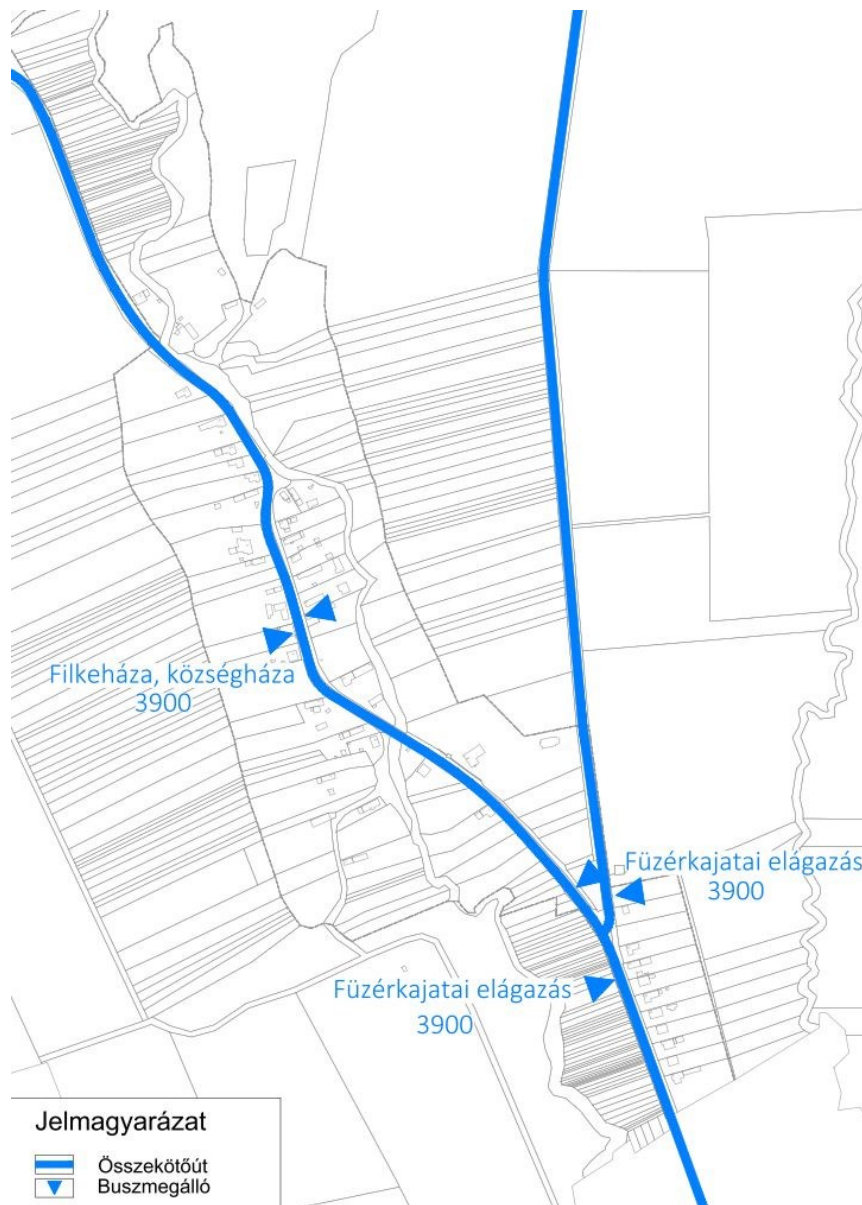 Filkeháza, községháza
3900
Füzérkajatai elágazás
3900
Füzérkajatai elágazás
3900
Jelmagyarázat
Összekötőút
Buszmegálló